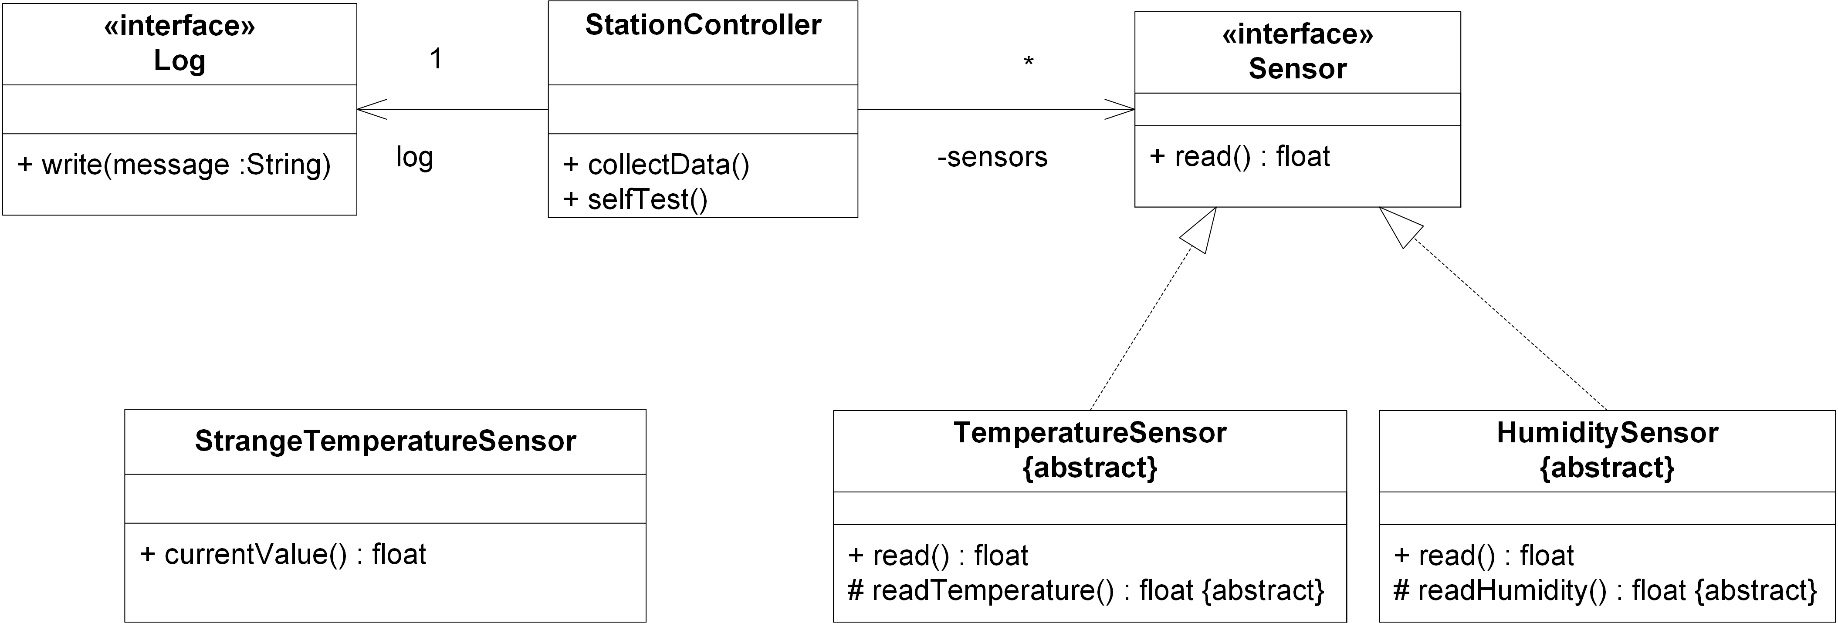 «interface»
Log
+ write(message :String)
1
log
StationController
+ collectData()
+ selfTest()
*
-sensors
«interface»
Sensor
+ read() : float
StrangeTemperatureSensor
+ currentValue() : float
TemperatureSensor
{abstract}
+ read() : float
# readTemperature() : float {abstract}
HumiditySensor
{abstract}
+ read() : float
# readHumidity() : float {abstract}